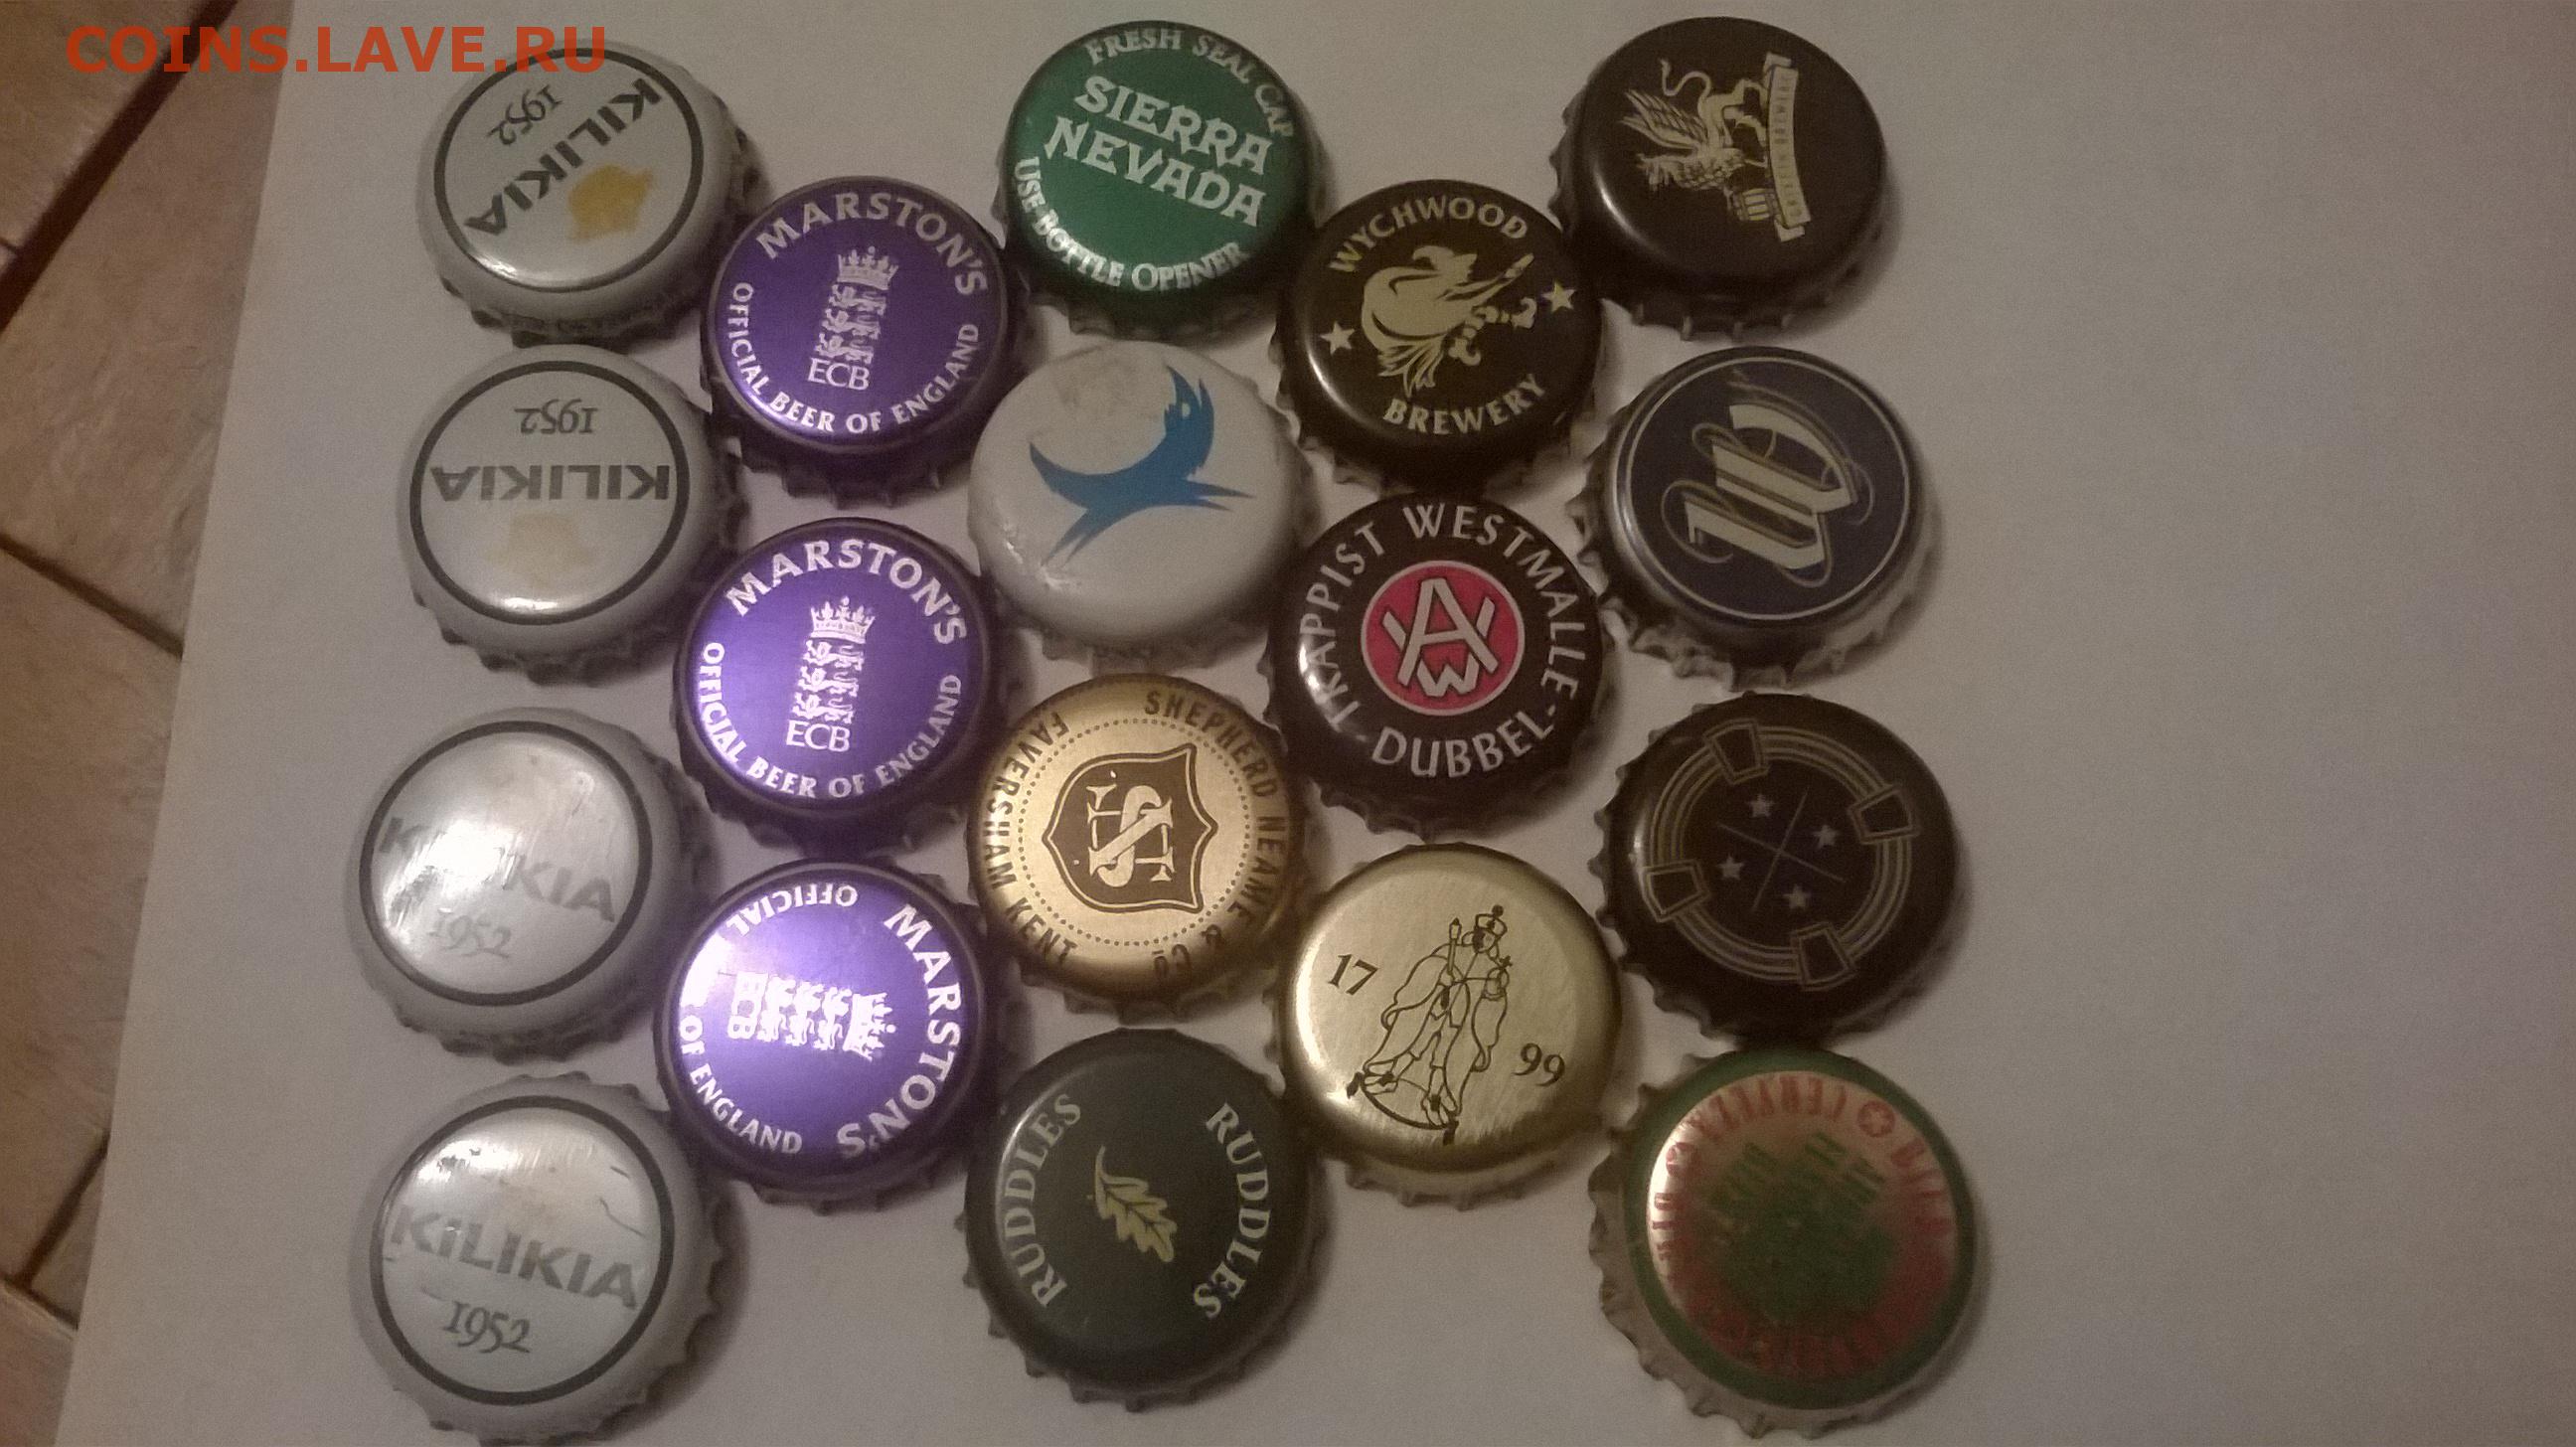 COINS.LAVE.RU
KILIKIA
1952
KILIKIA
1952
KILIKIA
1952
KILIKIA
1952
MARSTON'S
ECB
OFFICIAL BEER OF ENGLAND
MARSTON'S
ECB
OFFICIAL BEER OF ENGLAND
MARSTON'S
ECB
OFFICIAL
OF ENGLAND
FRESH SEAL CAP
SIERRA
NEVADA
USE BOTTLE OPENER
SHEPHERD NEAME & Co
FAVERSHAM KENT
RUDDLES
RUDDLES
WYCHWOOD
BREWERY
TRAPPIST WESTMALLE
DUBBEL
17
99